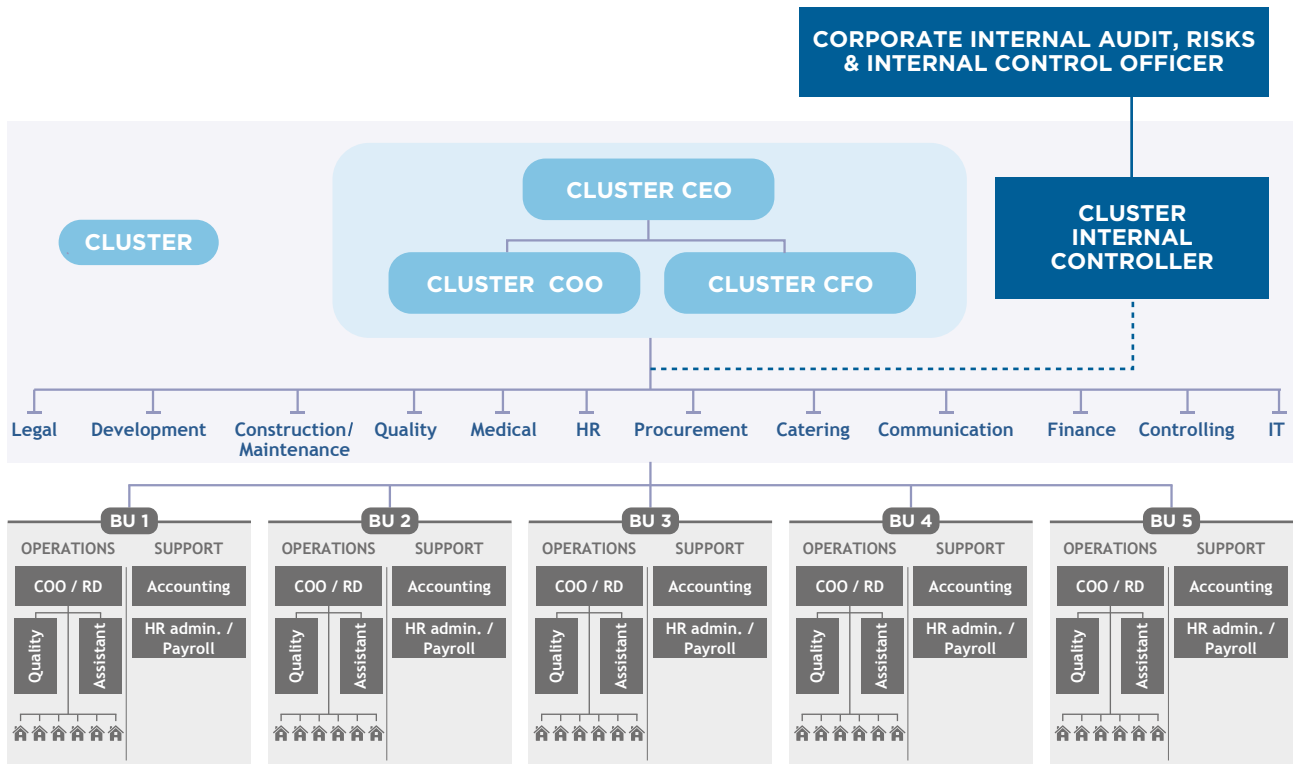 CORPORATE INTERNAL AUDIT, RISKS
& INTERNAL CONTROL OFFICER
CLUSTER CEO
CLUSTER
INTERNAL
CONTROLLER
CLUSTER
CLUSTER COO
CLUSTER CFO
Legal
Development
Construction/
Maintenance
Quality
Medical
HR
Procurement
Catering
Communication
Finance
Controlling
IT
BU 1
OPERATIONS
SUPPORT
COO / RD
Accounting
Quality
Assistant
HR admin. /
Payroll
BU 2
OPERATIONS
SUPPORT
COO / RD
Accounting
Quality
Assistant
HR admin. /
Payroll
BU 3
OPERATIONS
SUPPORT
COO / RD
Accounting
Quality
Assistant
HR admin. /
Payroll
BU 4
OPERATIONS
SUPPORT
COO / RD
Accounting
Quality
Assistant
HR admin. /
Payroll
BU 5
OPERATIONS
SUPPORT
COO / RD
Accounting
Quality
Assistant
HR admin. /
Payroll